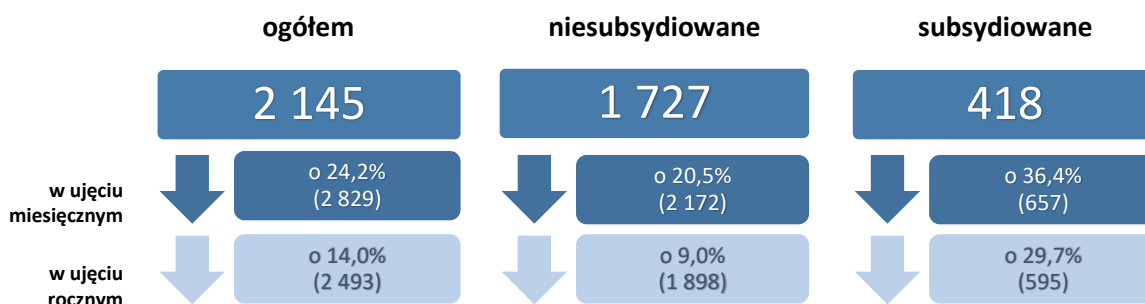 ogółem
niesubsydiowane
subsydiowane
2 145
1 727
418
w ujęciu
miesięcznym
o 24,2%
(2 829)
o 20,5%
(2 172)
o 36,4%
(657)
w ujęciu
rocznym
o 14,0%
(2 493)
o 9,0%
(1 898)
o 29,7%
(595)